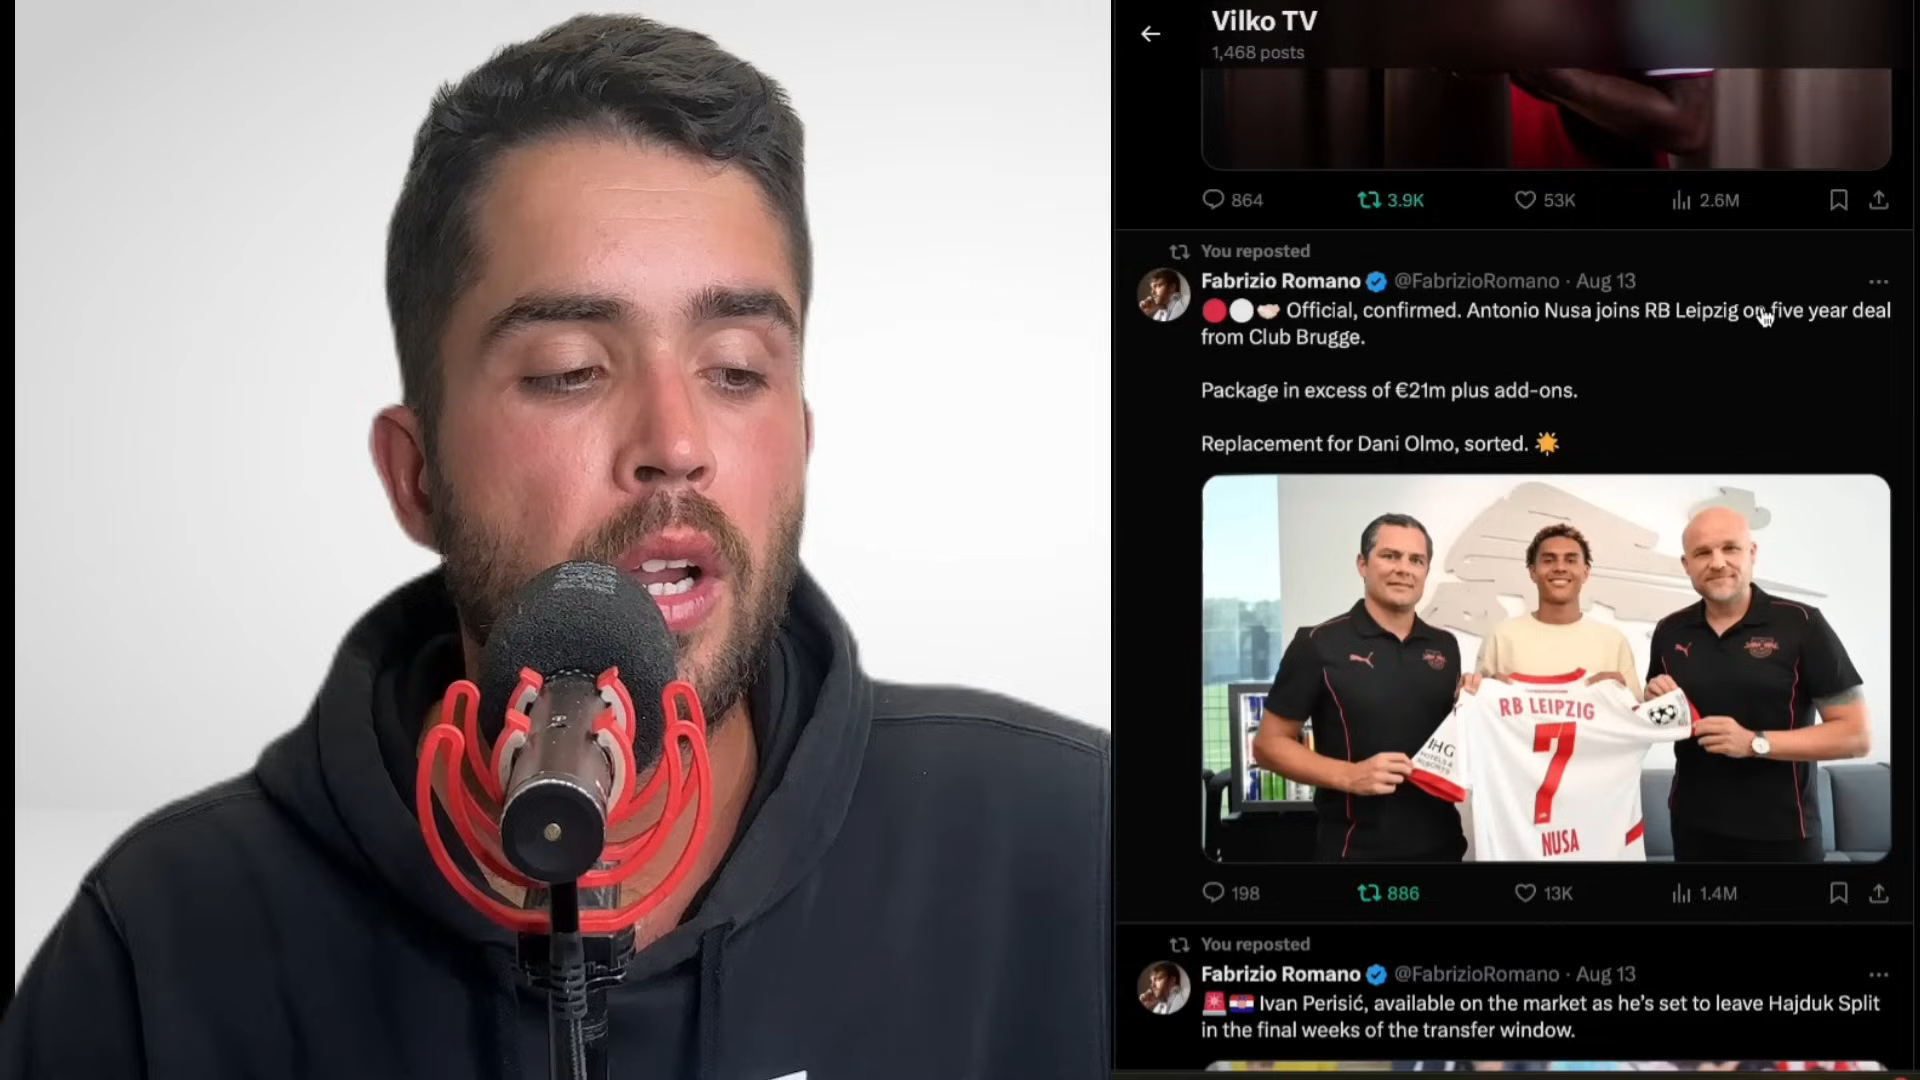 Vilko TV
1,468 posts
864 3.9K 53K 2.6M
You reposted
Fabrizio Romano @FabrizioRomano · Aug 13
🔴⚪️🤝🏻 Official, confirmed. Antonio Nusa joins RB Leipzig on five year deal
from Club Brugge.
Package in excess of €21m plus add-ons.
Replacement for Dani Olmo, sorted. 🌟
RB LEIPZIG
IHG
HOTELS &
RESORTS
7
NUSA
198 886 13K 1.4M
You reposted
Fabrizio Romano @FabrizioRomano · Aug 13
🚨🇭🇷 Ivan Perisić, available on the market as he's set to leave Hajduk Split
in the final weeks of the transfer window.